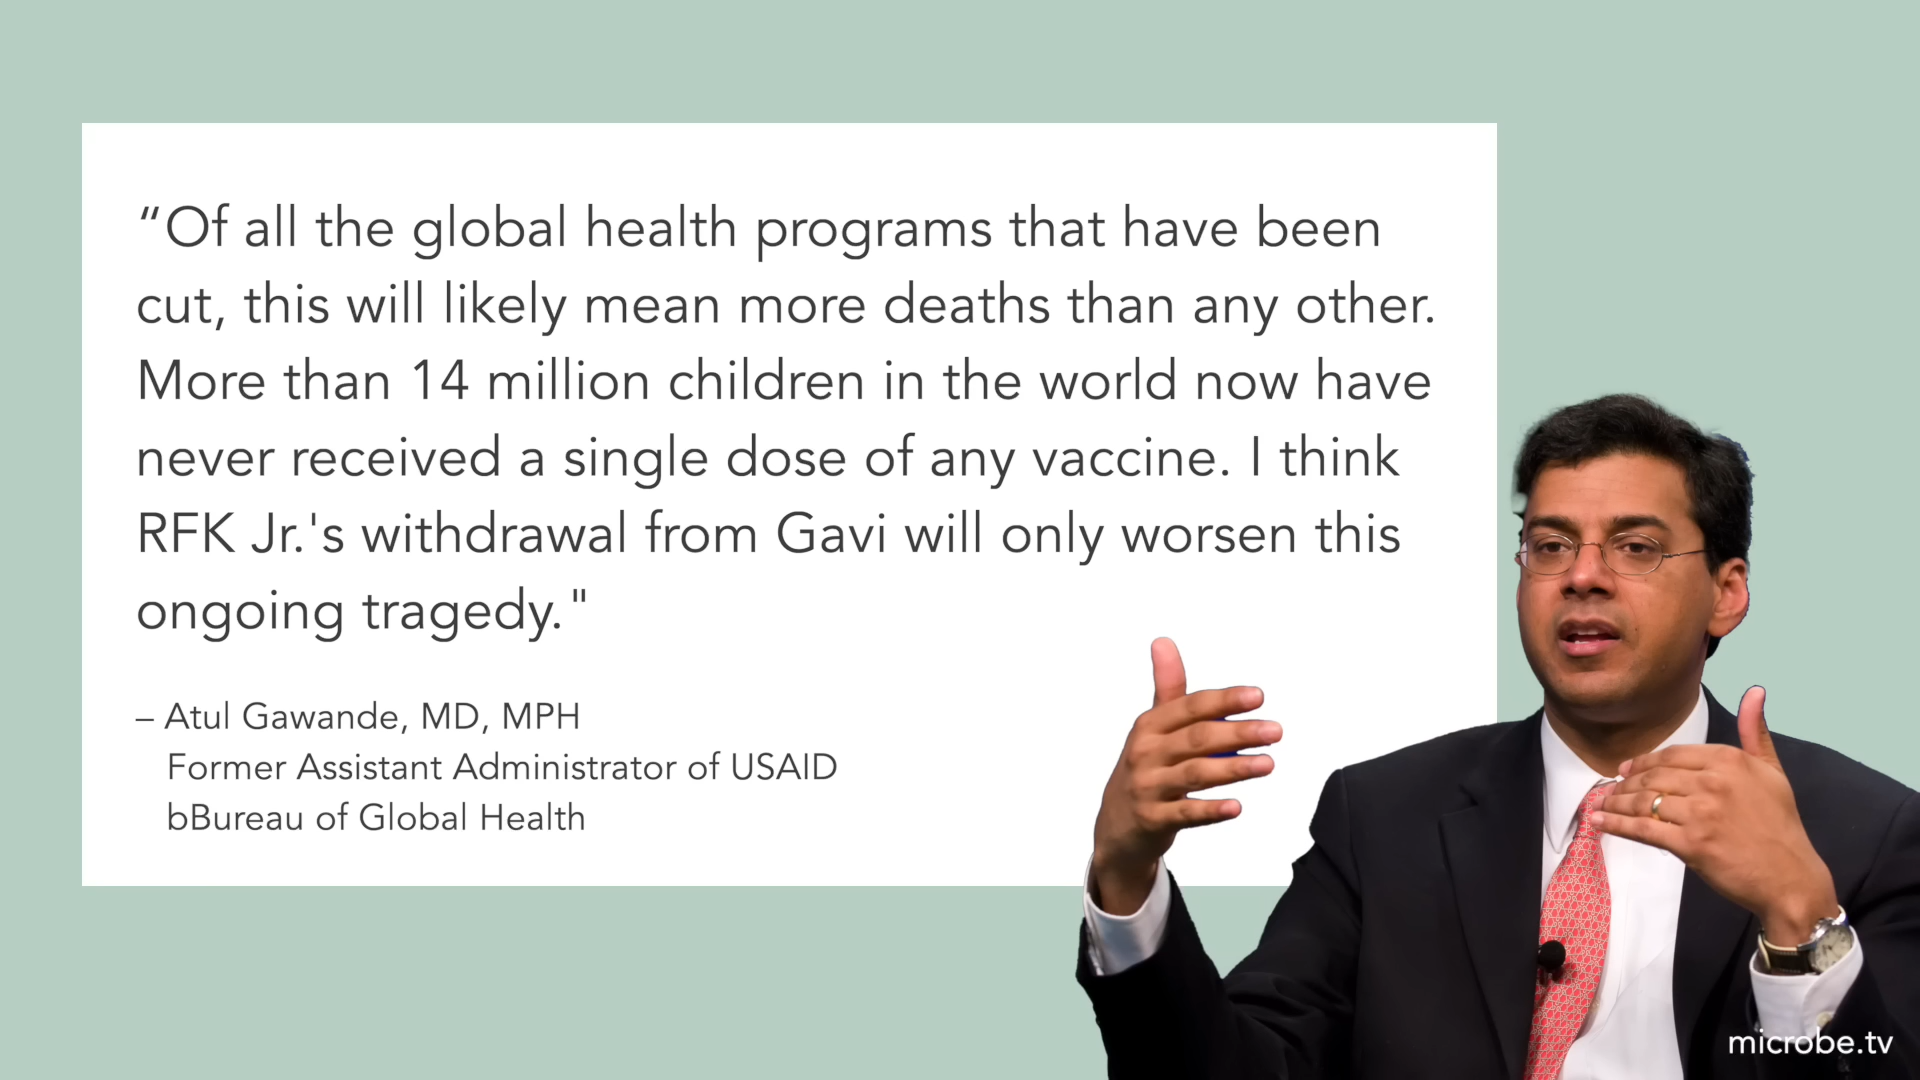 “Of all the global health programs that have been
cut, this will likely mean more deaths than any other.
More than 14 million children in the world now have
never received a single dose of any vaccine. I think
RFK Jr.'s withdrawal from Gavi will only worsen this
ongoing tragedy."
– Atul Gawande, MD, MPH
Former Assistant Administrator of USAID
bBureau of Global Health
microbe.tv